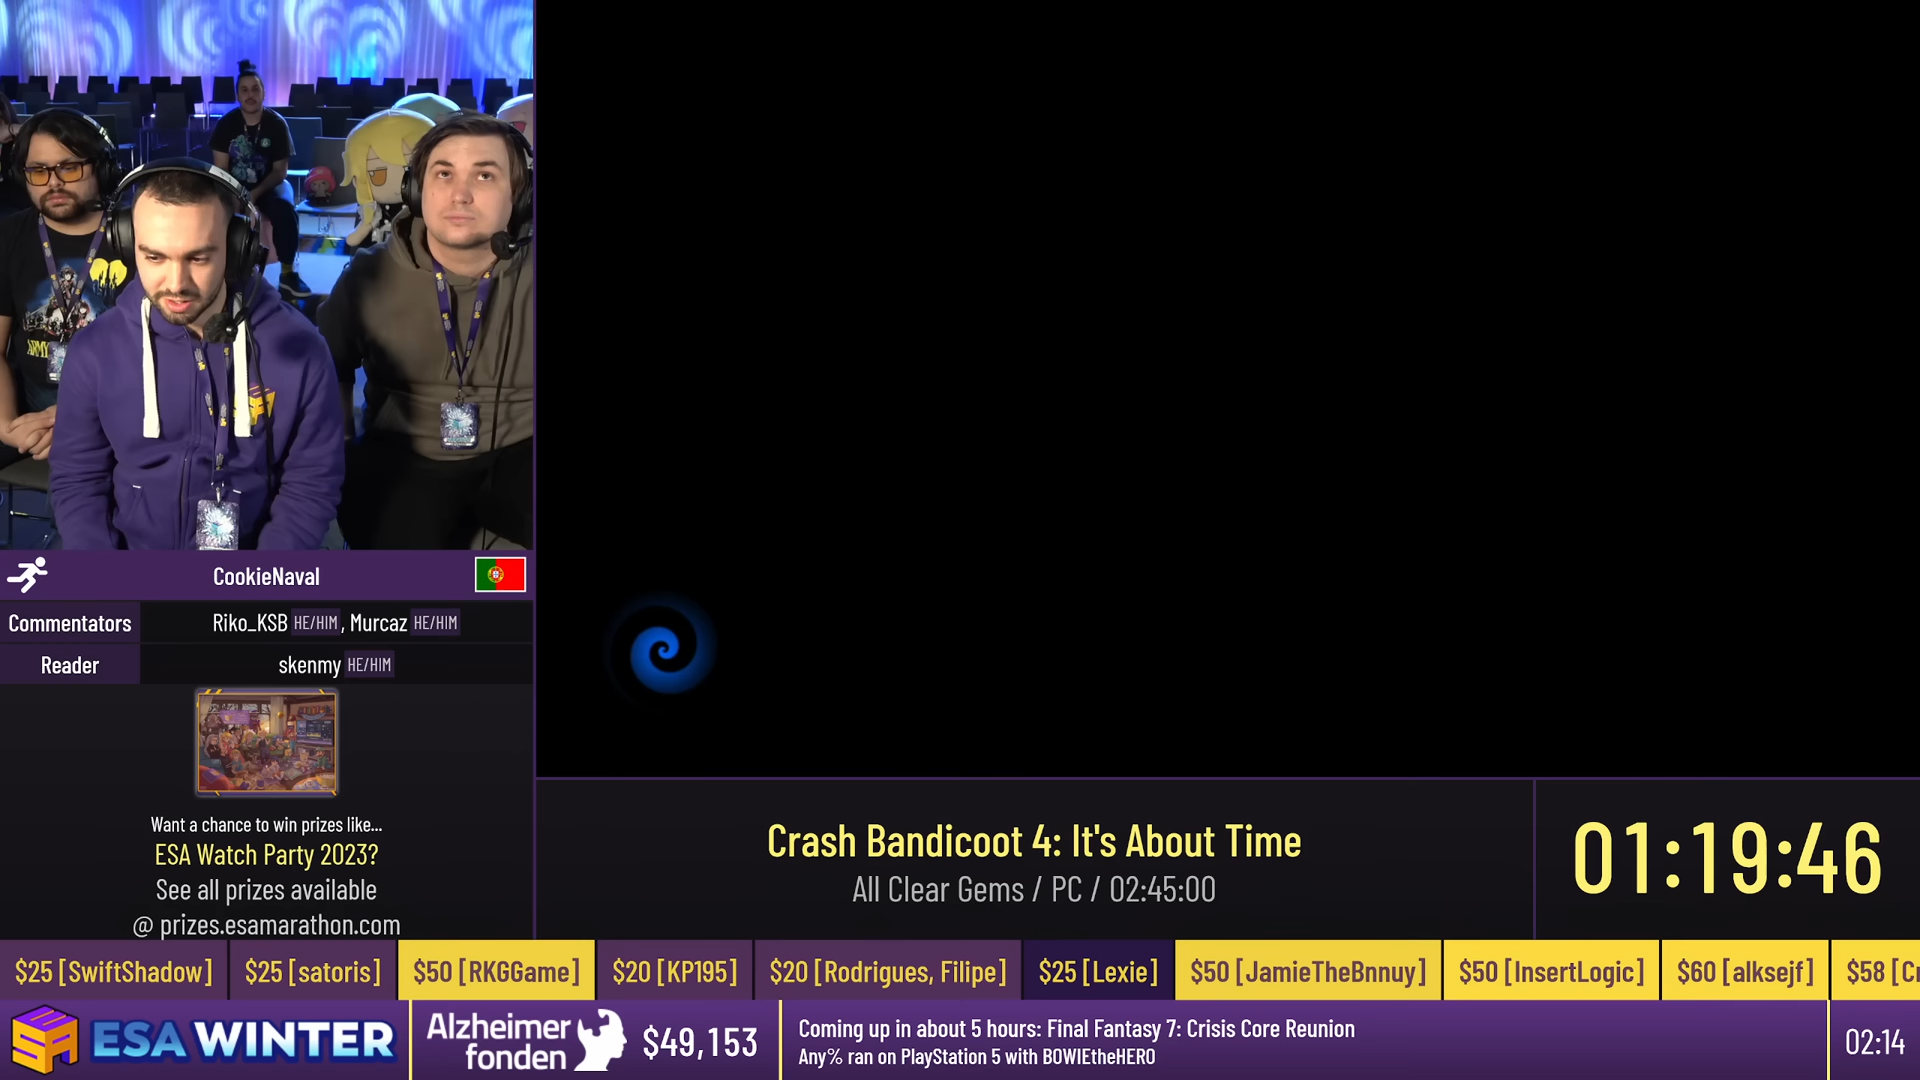 ARMY
CookieNaval
Commentators
Riko_KSB HE/HIM, Murcaz HE/HIM
Reader
skenmy HE/HIM
Want a chance to win prizes like...
ESA Watch Party 2023?
See all prizes available
@ prizes.esamarathon.com
Crash Bandicoot 4: It's About Time
All Clear Gems / PC / 02:45:00
01:19:46
$25 [SwiftShadow]
$25 [satoris]
$50 [RKGGame]
$20 [KP195]
$20 [Rodrigues, Filipe]
$25 [Lexie]
$50 [JamieTheBnnuy]
$50 [InsertLogic]
$60 [alksejf]
$58 [Cr
ESA WINTER
Alzheimer
fonden
$49,153
Coming up in about 5 hours: Final Fantasy 7: Crisis Core Reunion
Any% ran on PlayStation 5 with BOWIEtheHERO
02:14